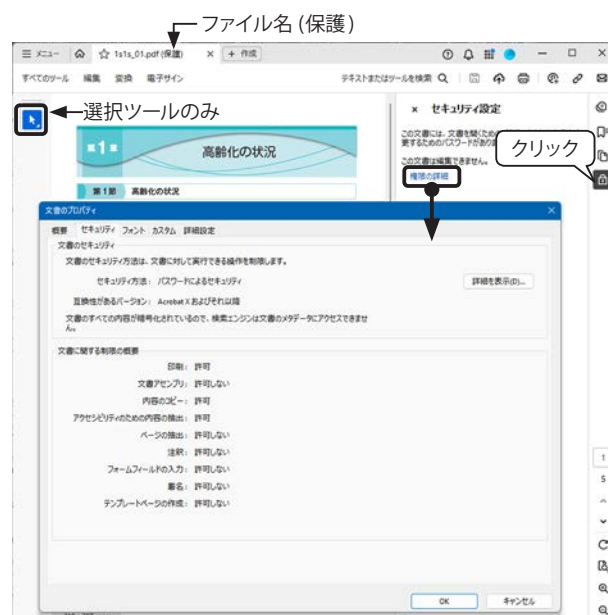 ファイル名（保護）
メニュー 1s1s_01.pdf (保護) × + 作成
すべてのツール 編集 変換 電子サイン テキストまたはツールを検索
選択ツールのみ
× セキュリティ設定
この文書には、文書を開くため
更するためのパスワードがあり
クリック
この文書は編集できません。
権限の詳細
第1章 高齢化の状況
第1節 高齢化の状況
文書のプロパティ ×
概要 セキュリティ フォント カスタム 詳細設定
文書のセキュリティ
文書のセキュリティ方法は、文書に対して実行できる操作を制限します。
セキュリティ方法： パスワードによるセキュリティ 詳細を表示(D)...
互換性があるバージョン： Acrobat X およびそれ以降
文書のすべての内容が暗号化されているので、検索エンジンは文書のメタデータにアクセスできませ
ん。
文書に関する制限の概要
印刷： 許可
文書アセンブリ： 許可しない
内容のコピー： 許可
アクセシビリティのための内容の抽出： 許可
ページの抽出： 許可しない
注釈： 許可しない
フォームフィールドの入力： 許可しない
署名： 許可しない
テンプレートページの作成： 許可しない
1
5
OK キャンセル